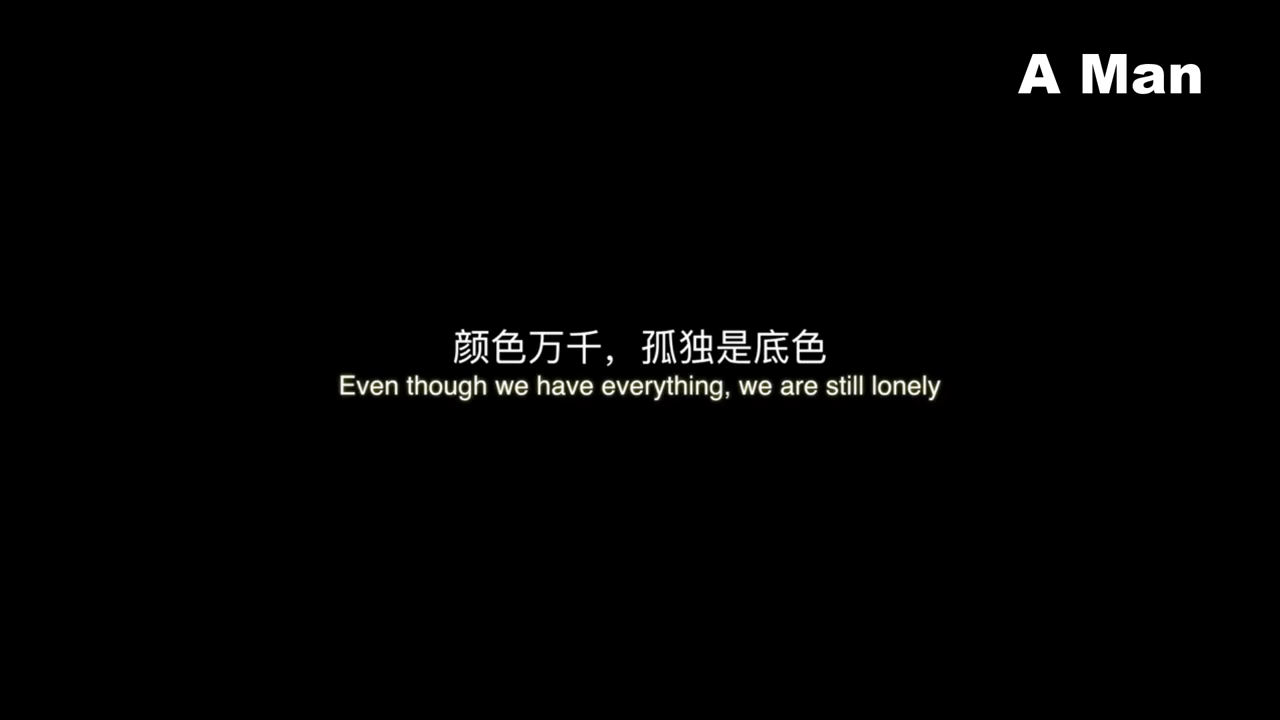 A Man
颜色万千，孤独是底色
Even though we have everything, we are still lonely